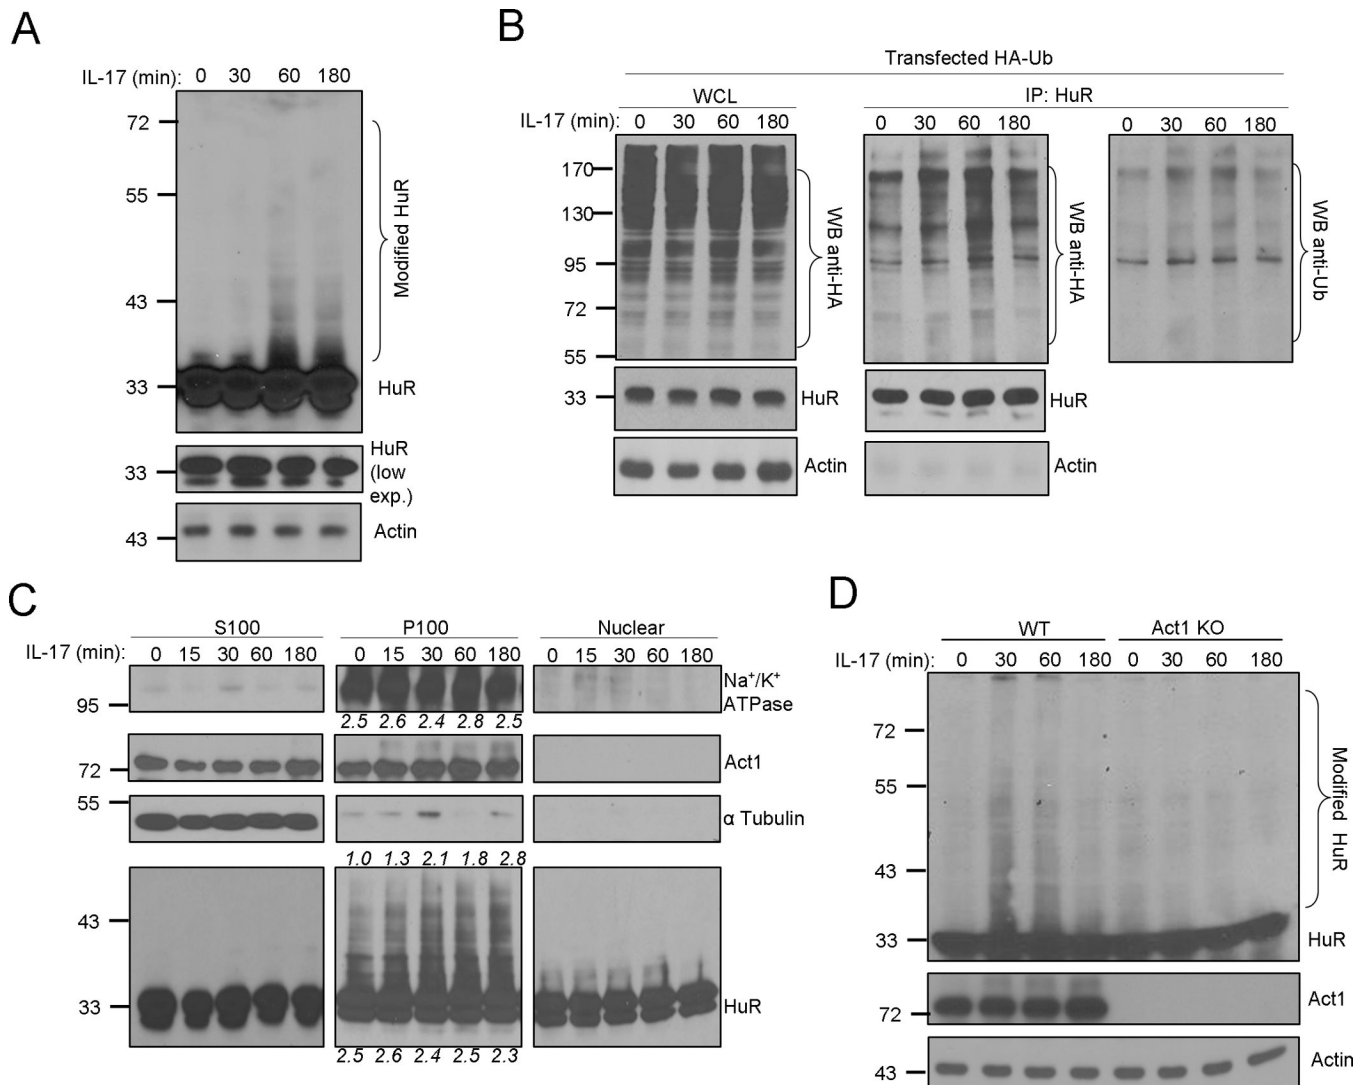 A
IL-17 (min): 0 30 60 180
72
55
43
33
Modified HuR
HuR
33
HuR (low exp.)
43
Actin
B
Transfected HA-Ub
WCL
IP: HuR
IL-17 (min): 0 30 60 180
0 30 60 180
0 30 60 180
170
130
95
72
55
WB anti-HA
WB anti-HA
WB anti-Ub
33
HuR
HuR
Actin
Actin
C
S100 P100 Nuclear
IL-17 (min): 0 15 30 60 180 0 15 30 60 180 0 15 30 60 180
95
Na⁺/K⁺ ATPase
2.5 2.6 2.4 2.8 2.5
72
Act1
55
α Tubulin
1.0 1.3 2.1 1.8 2.8
43
33
HuR
2.5 2.6 2.4 2.5 2.3
D
WT Act1 KO
IL-17 (min): 0 30 60 180 0 30 60 180
72
55
43
33
Modified HuR
HuR
72
Act1
43
Actin